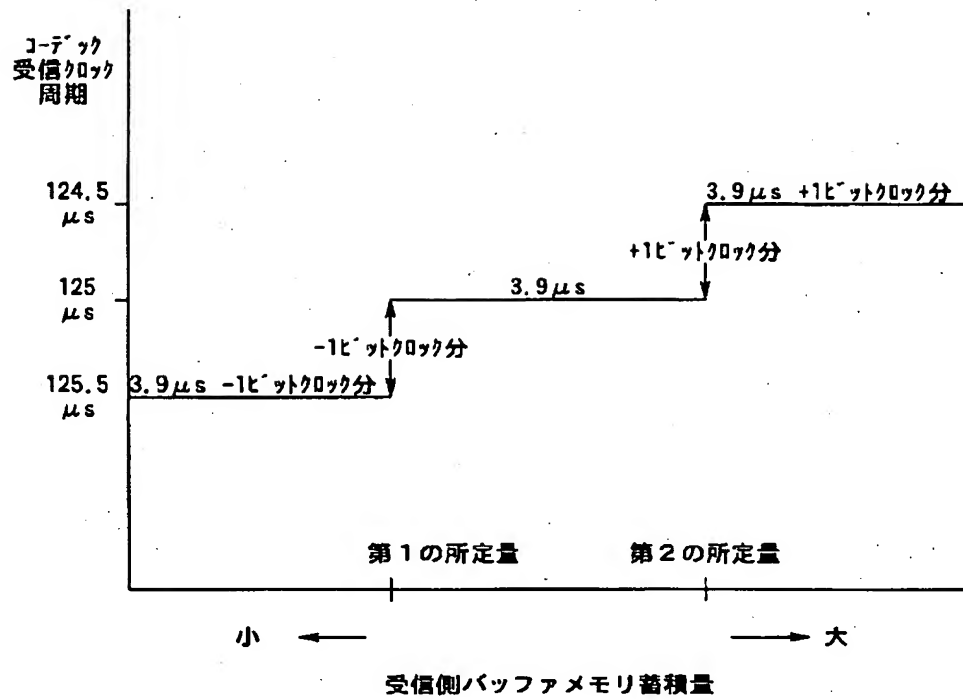 コーデック
受信クロック
周期
124.5
μs
3.9μs +1ビットクロック分
+1ビットクロック分
125
μs
3.9μs
-1ビットクロック分
125.5
μs
3.9μs -1ビットクロック分
第1の所定量
第2の所定量
小
大
受信側バッファメモリ蓄積量